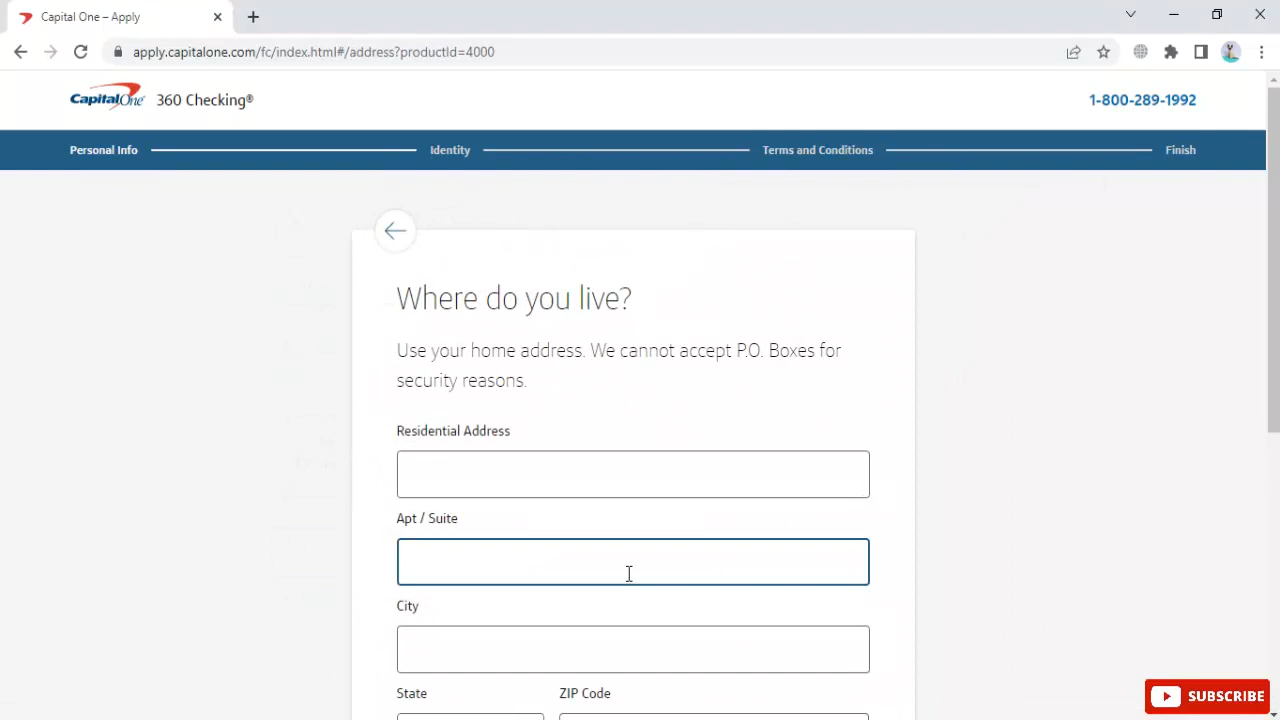 Capital One – Apply
apply.capitalone.com/fc/index.html#/address?productId=4000
Capital One 360 Checking®
1-800-289-1992
Personal Info Identity Terms and Conditions Finish
Where do you live?
Use your home address. We cannot accept P.O. Boxes for
security reasons.
Residential Address
Apt / Suite
City
State ZIP Code
SUBSCRIBE